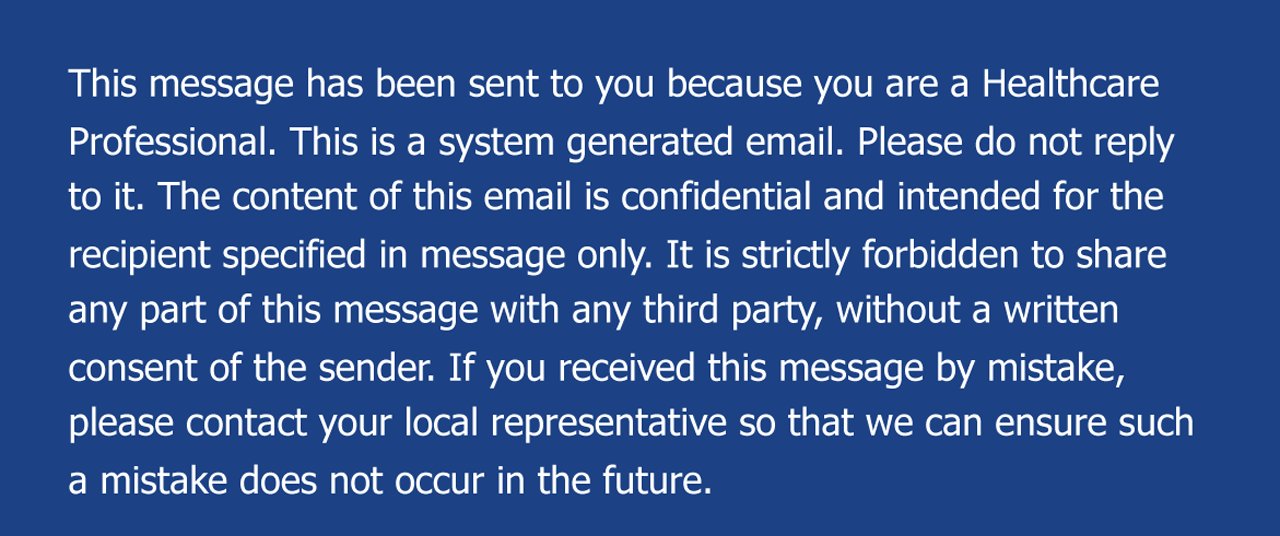 This message has been sent to you because you are a Healthcare
Professional. This is a system generated email. Please do not reply
to it. The content of this email is confidential and intended for the
recipient specified in message only. It is strictly forbidden to share
any part of this message with any third party, without a written
consent of the sender. If you received this message by mistake,
please contact your local representative so that we can ensure such
a mistake does not occur in the future.